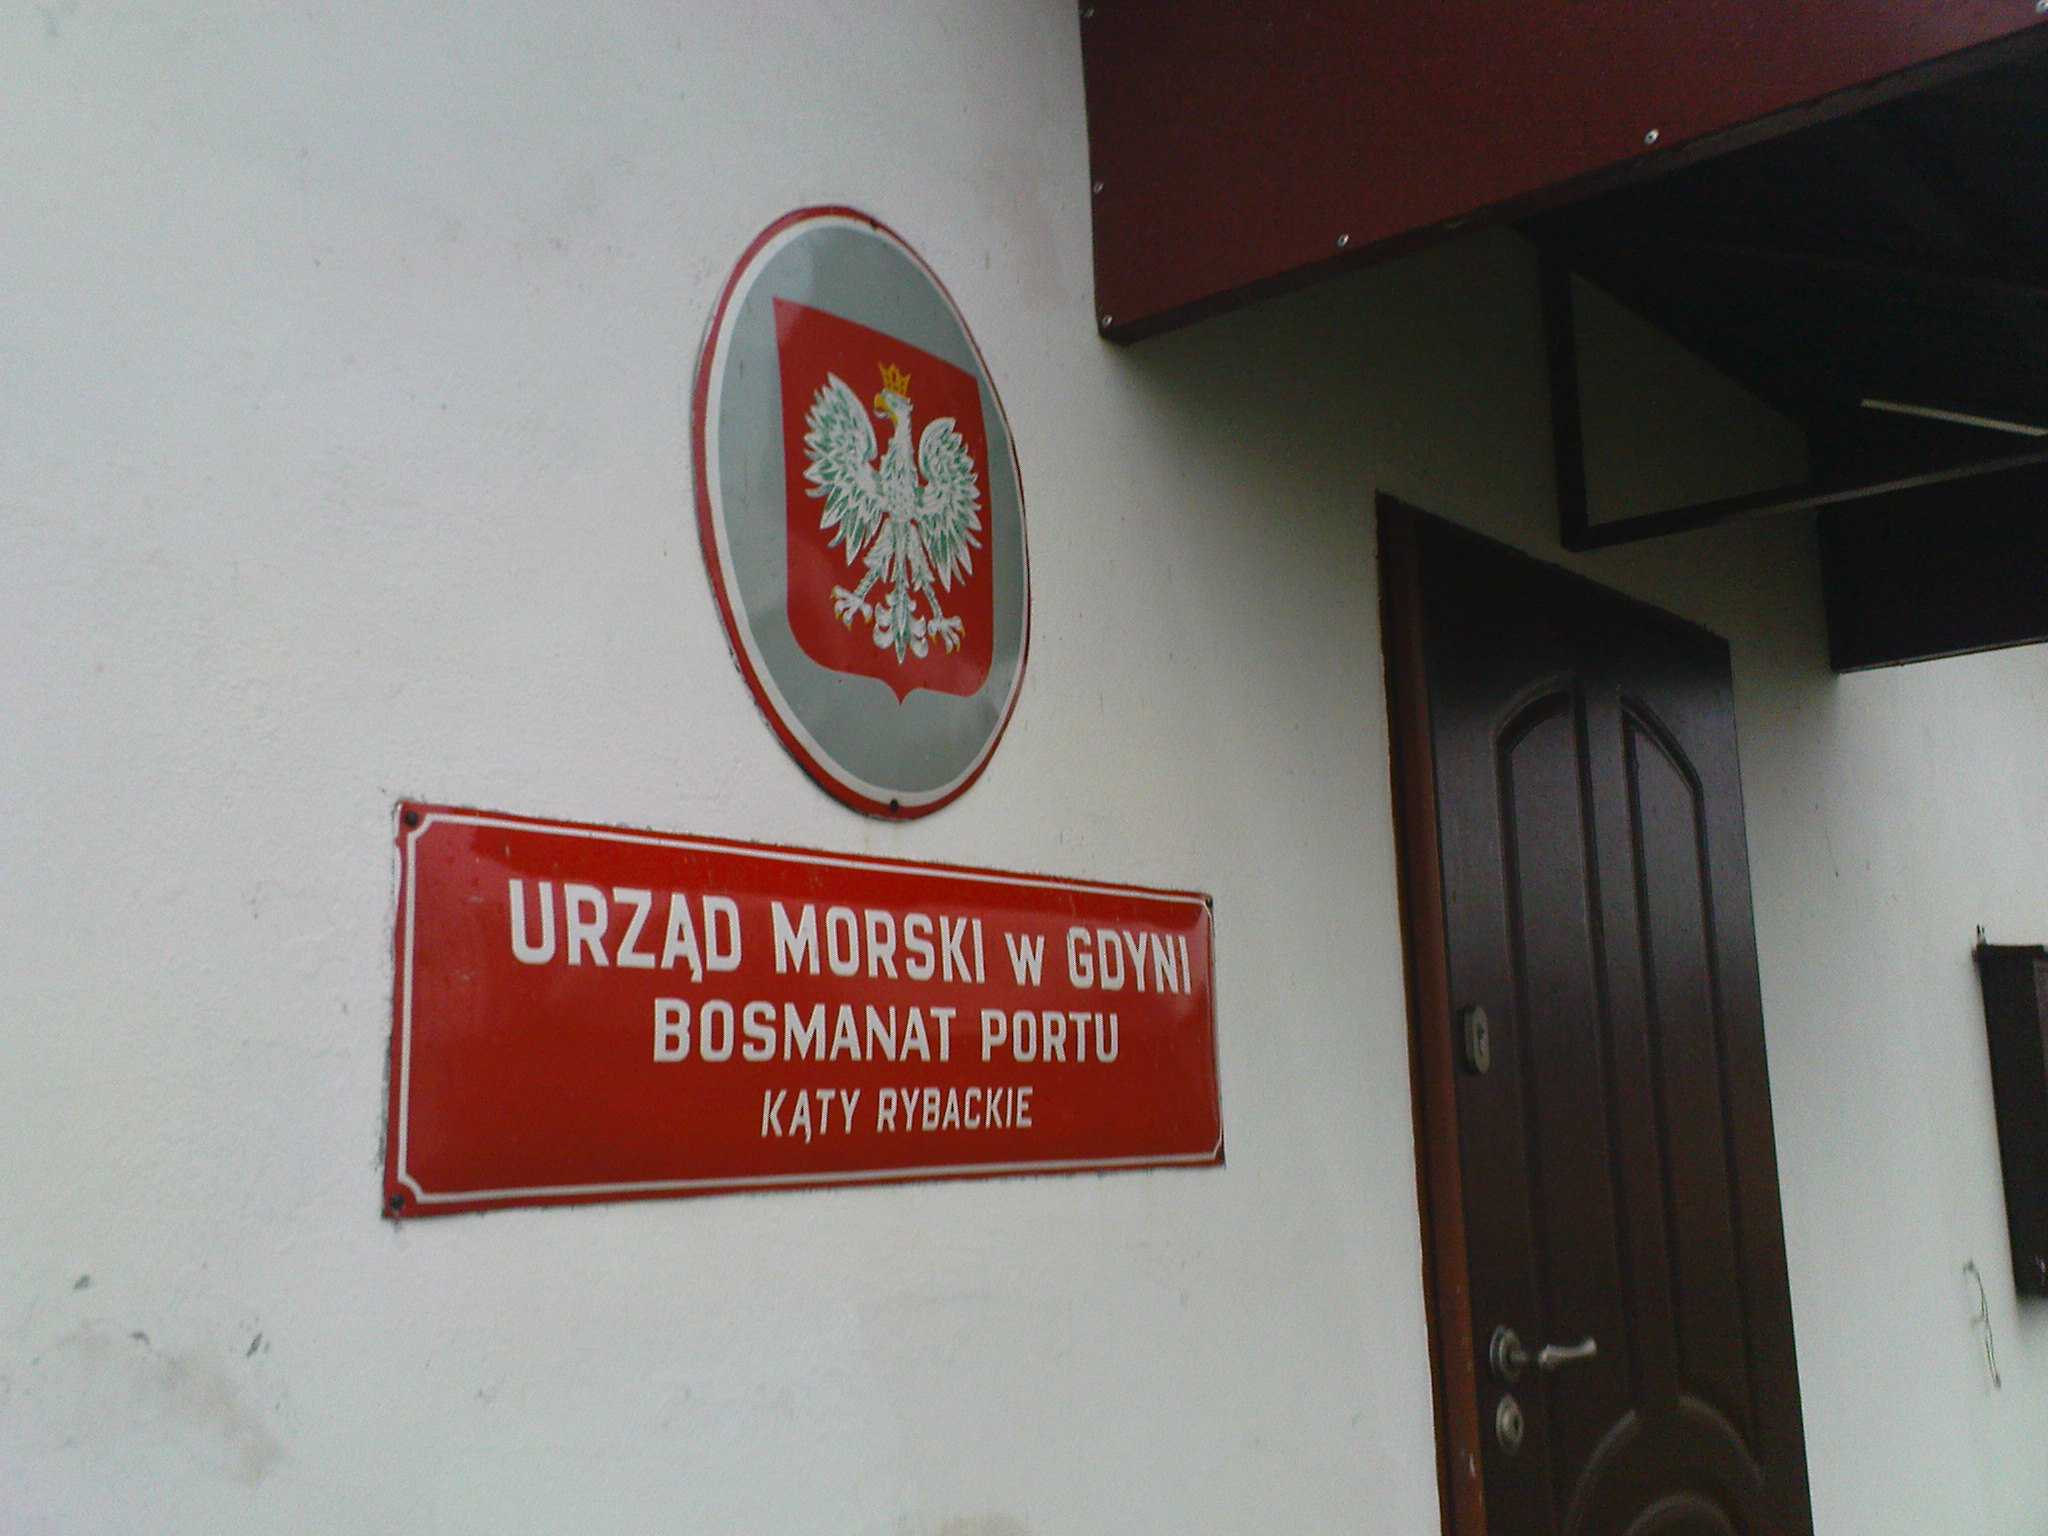 URZĄD MORSKI W GDYNI
BOSMANAT PORTU
KĄTY RYBACKIE